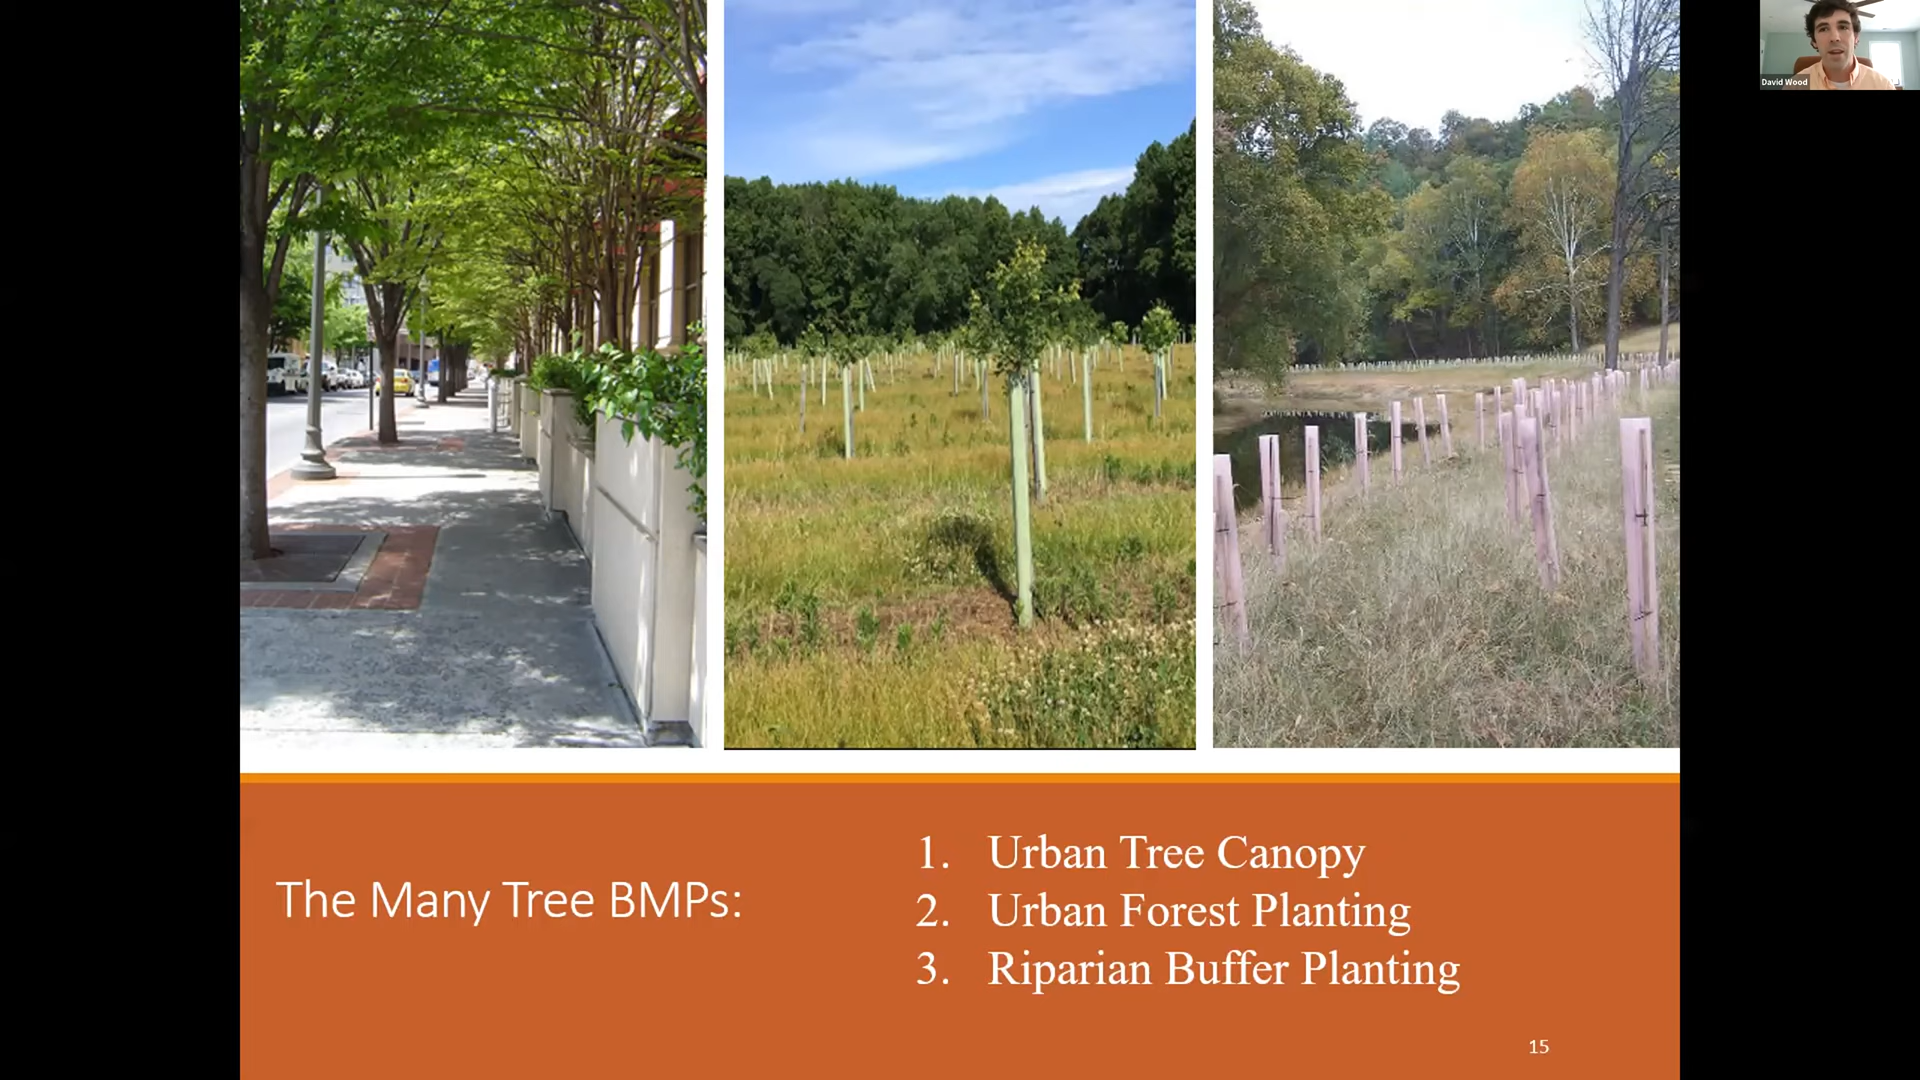 David Wood
The Many Tree BMPs:
1. Urban Tree Canopy
2. Urban Forest Planting
3. Riparian Buffer Planting
15